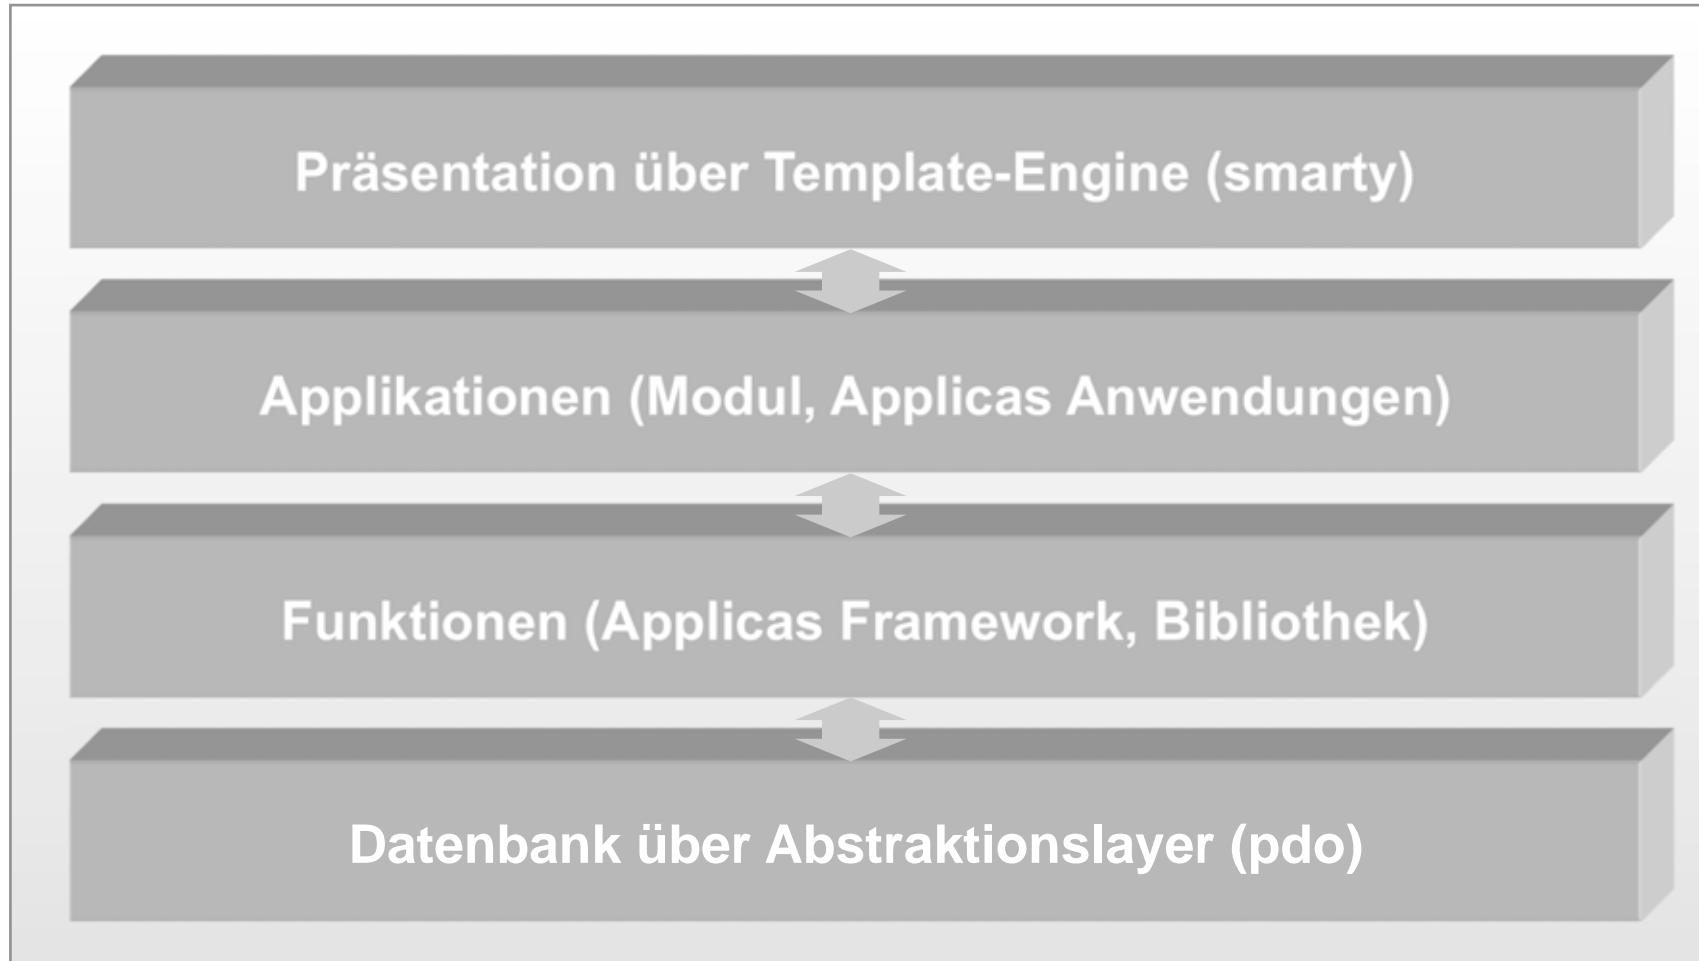 Präsentation über Template-Engine (smarty)
Applikationen (Modul, Applicas Anwendungen)
Funktionen (Applicas Framework, Bibliothek)
Datenbank über Abstraktionslayer (pdo)